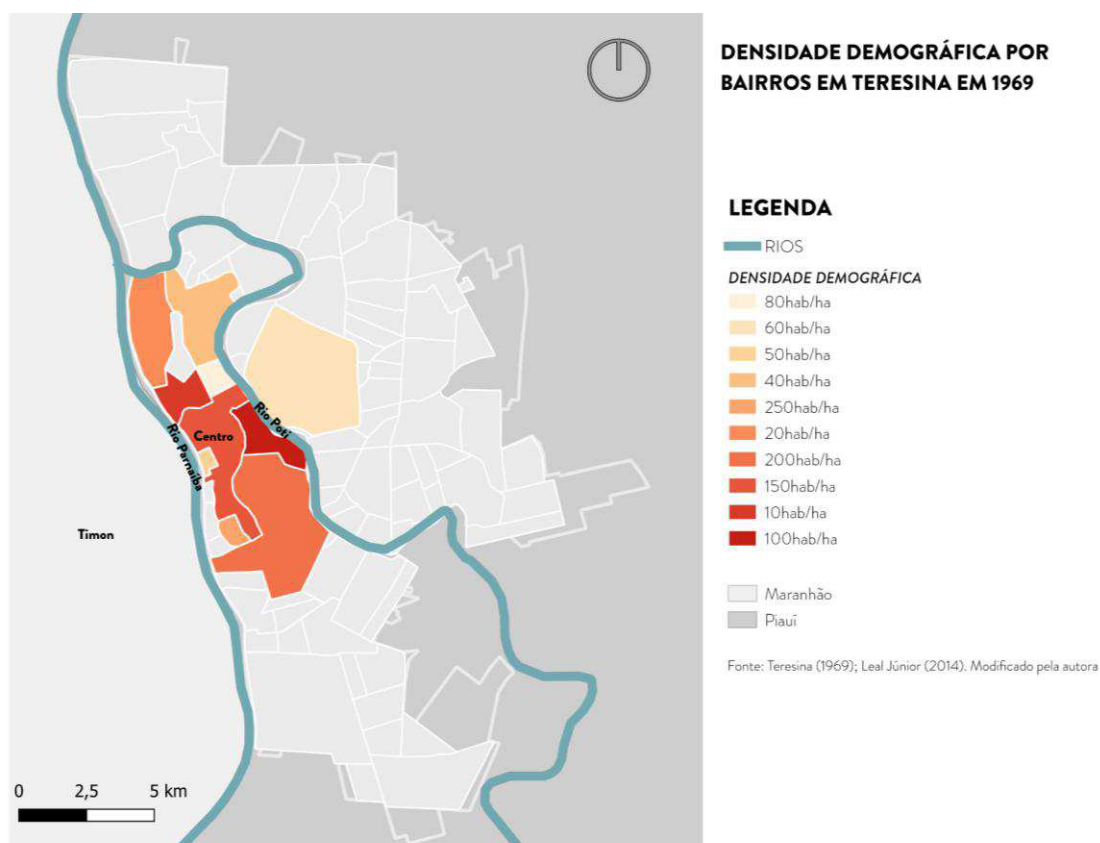 DENSIDADE DEMOGRÁFICA POR
BAIRROS EM TERESINA EM 1969
LEGENDA
RIOS
DENSIDADE DEMOGRÁFICA
80hab/ha
60hab/ha
50hab/ha
40hab/ha
250hab/ha
20hab/ha
200hab/ha
150hab/ha
10hab/ha
100hab/ha
Maranhão
Piauí
Fonte: Teresina (1969); Leal Júnior (2014). Modificado pela autora
Rio Poti
Centro
Rio Parnaíba
Timon
0 2,5 5 km